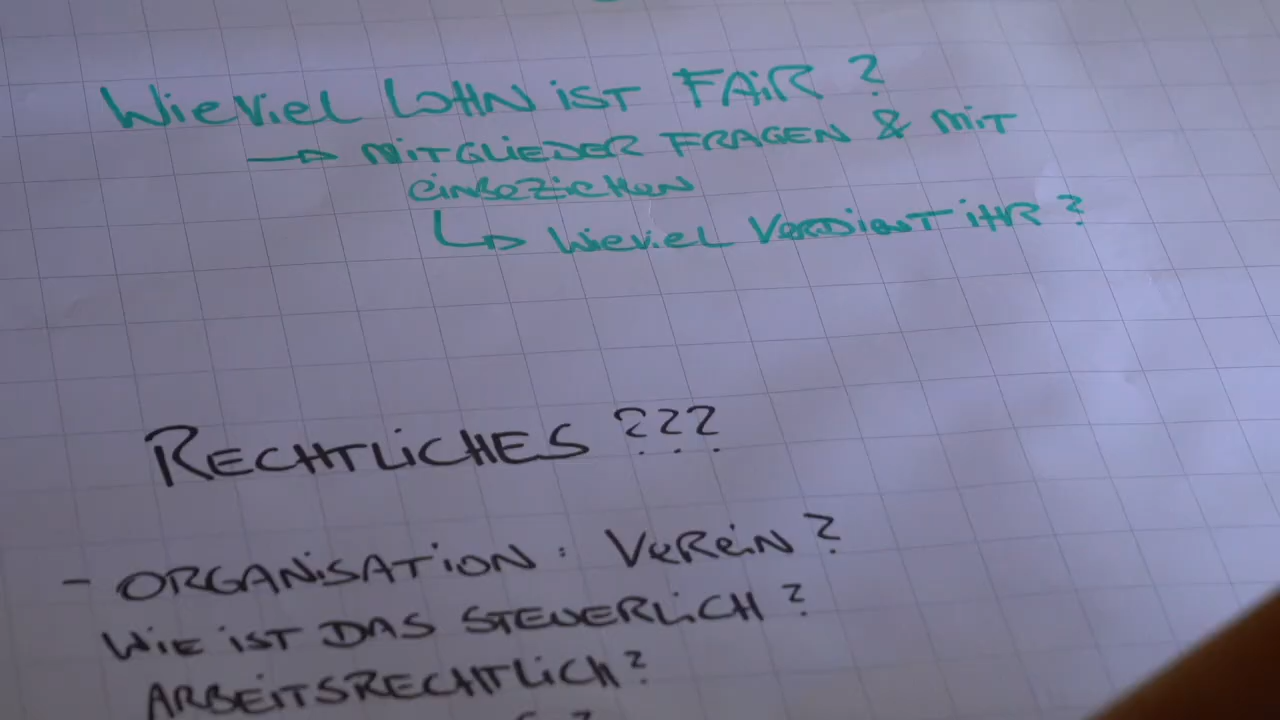 WIEVIEL LOHN IST FAIR ?
→ MITGLIEDER FRAGEN & MIT
EINBEZIEHEN
↳ WIEVIEL VERDIENT IHR ?
RECHTLICHES ???
- ORGANISATION : VEREIN ?
WIE IST DAS STEUERLICH ?
ARBEITSRECHTLICH ?